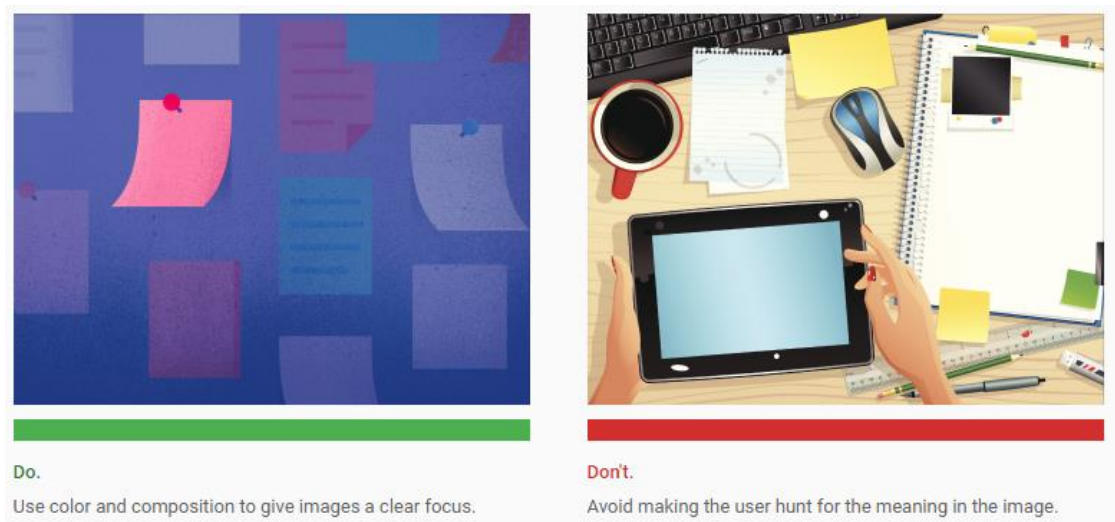 Do.
Use color and composition to give images a clear focus.
Don't.
Avoid making the user hunt for the meaning in the image.